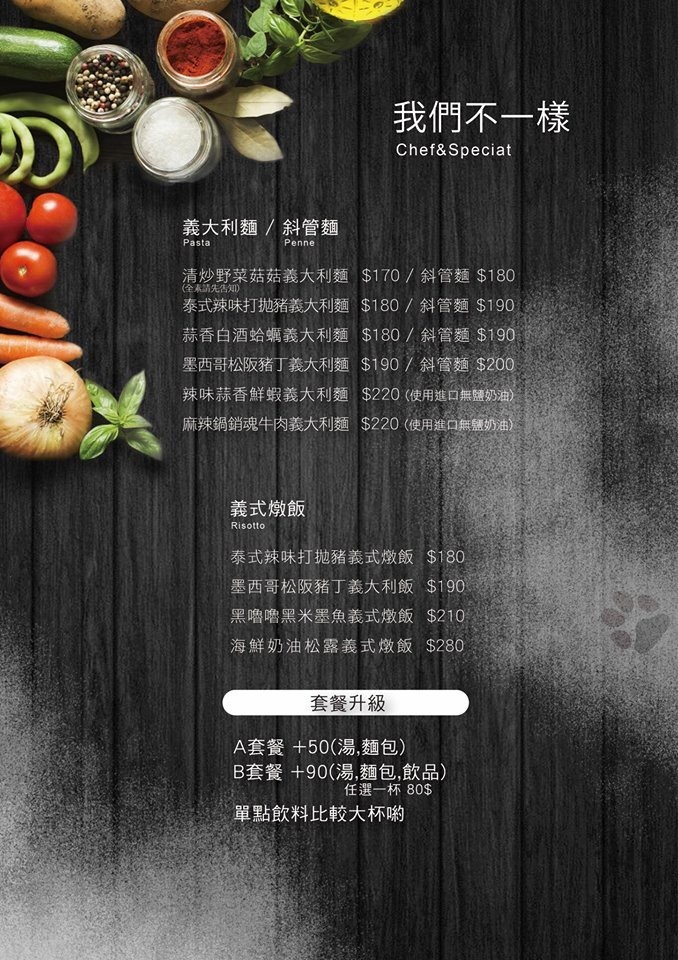 我們不一樣
Chef&Speciat
義大利麵 / 斜管麵
Pasta Penne
清炒野菜菇菇義大利麵 $170 / 斜管麵 $180
(全素請先告知)
泰式辣味打拋豬義大利麵 $180 / 斜管麵 $190
蒜香白酒蛤蠣義大利麵 $180 / 斜管麵 $190
墨西哥松阪豬丁義大利麵 $190 / 斜管麵 $200
辣味蒜香鮮蝦義大利麵 $220 (使用進口無鹽奶油)
麻辣鍋銷魂牛肉義大利麵 $220 (使用進口無鹽奶油)
義式燉飯
Risotto
泰式辣味打拋豬義式燉飯 $180
墨西哥松阪豬丁義大利飯 $190
黑嚕嚕黑米墨魚義式燉飯 $210
海鮮奶油松露義式燉飯 $280
套餐升級
A套餐 +50(湯,麵包)
B套餐 +90(湯,麵包,飲品)
任選一杯 80$
單點飲料比較大杯喲